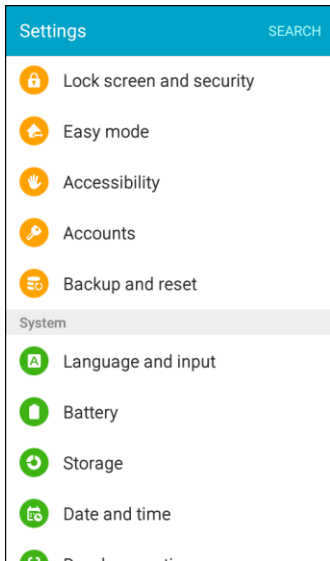 Settings
SEARCH
Lock screen and security
Easy mode
Accessibility
Accounts
Backup and reset
System
Language and input
A
Battery
Storage
Date and time